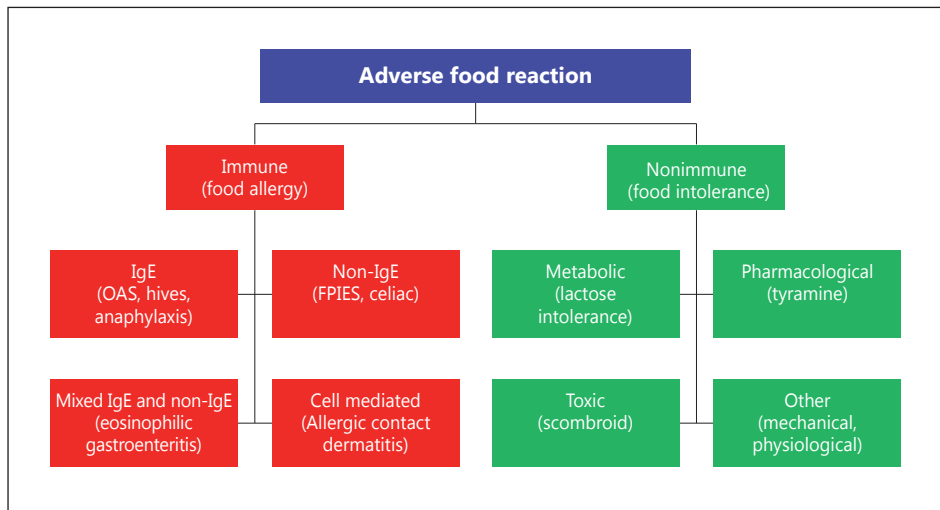 Adverse food reaction
Immune
(food allergy)
Nonimmune
(food intolerance)
IgE
(OAS, hives,
anaphylaxis)
Non-IgE
(FPIES, celiac)
Metabolic
(lactose
intolerance)
Pharmacological
(tyramine)
Mixed IgE and non-IgE
(eosinophilic
gastroenteritis)
Cell mediated
(Allergic contact
dermatitis)
Toxic
(scombroid)
Other
(mechanical,
physiological)